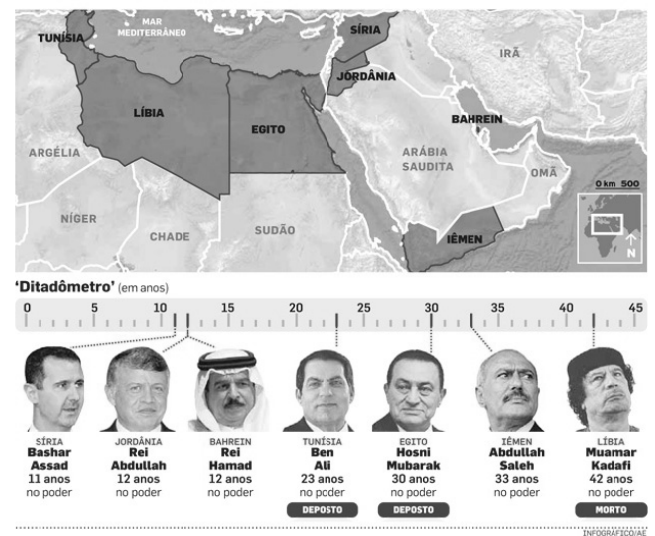 MAR
MEDITERRÂNEO
TUNÍSIA
SÍRIA
IRÃ
JORDÂNIA
LÍBIA
BAHREIN
EGITO
ARGÉLIA
ARÁBIA
SAUDITA
OMÃ
0 km 500
NÍGER
CHADE
SUDÃO
IÊMEN
N
'Ditadômetro' (em anos)
0 5 10 15 20 25 30 35 40 45
SÍRIA
Bashar
Assad
11 anos
no poder
JORDÂNIA
Rei
Abdullah
12 anos
no poder
BAHREIN
Rei
Hamad
12 anos
no poder
TUNÍSIA
Ben
Ali
23 anos
no poder
DEPOSTO
EGITO
Hosni
Mubarak
30 anos
no poder
DEPOSTO
IÊMEN
Abdullah
Saleh
33 anos
no poder
LÍBIA
Muamar
Kadafi
42 anos
no poder
MORTO
INFOGRÁFICO/AE